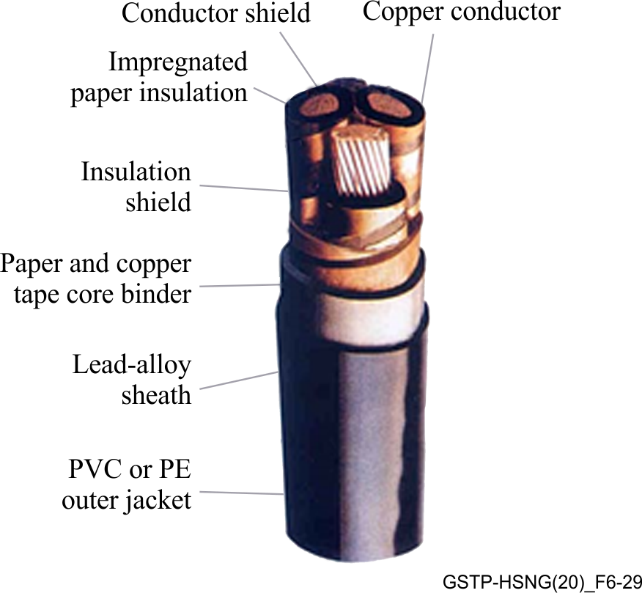 Conductor shield
Copper conductor
Impregnated
paper insulation
Insulation
shield
Paper and copper
tape core binder
Lead-alloy
sheath
PVC or PE
outer jacket
GSTP-HSNG(20)_F6-29